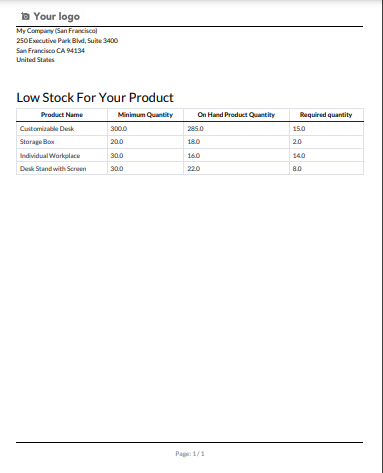 Your logo
My Company (San Francisco)
250 Executive Park Blvd, Suite 3400
San Francisco CA 94134
United States
Low Stock For Your Product
Product Name Minimum Quantity On Hand Product Quantity Required quantity
Customizable Desk 300.0 285.0 15.0
Storage Box 20.0 18.0 2.0
Individual Workplace 30.0 16.0 14.0
Desk Stand with Screen 30.0 22.0 8.0
Page: 1 / 1